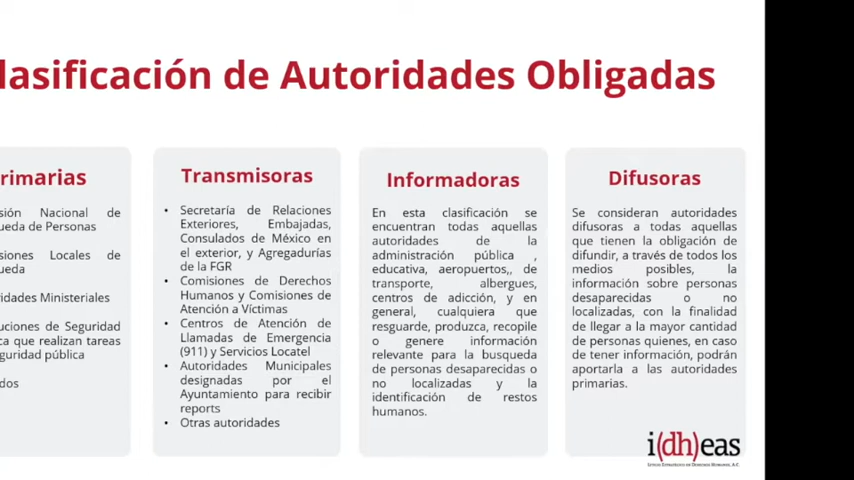 lasificación de Autoridades Obligadas
rimarias
sión Nacional de
ueda de Personas
siones Locales de
ueda
ridades Ministeriales
uciones de Seguridad
ca que realizan tareas
guridad pública
dos
Transmisoras
• Secretaría de Relaciones
Exteriores, Embajadas,
Consulados de México en
el exterior, y Agregadurías
de la FGR
• Comisiones de Derechos
Humanos y Comisiones de
Atención a Víctimas
• Centros de Atención de
Llamadas de Emergencia
(911) y Servicios Locatel
• Autoridades Municipales
designadas por el
Ayuntamiento para recibir
reports
• Otras autoridades
Informadoras
En esta clasificación se
encuentran todas aquellas
autoridades de la
administración pública ,
educativa, aeropuertos,, de
transporte, albergues,
centros de adicción, y en
general, cualquiera que
resguarde, produzca, recopile
o genere información
relevante para la busqueda
de personas desaparecidas o
no localizadas y la
identificación de restos
humanos.
Difusoras
Se consideran autoridades
difusoras a todas aquellas
que tienen la obligación de
difundir, a través de todos los
medios posibles, la
información sobre personas
desaparecidas o no
localizadas, con la finalidad
de llegar a la mayor cantidad
de personas quienes, en caso
de tener información, podrán
aportarla a las autoridades
primarias.
i(dh)eas
Litigio Estratégico en Derechos Humanos, A.C.